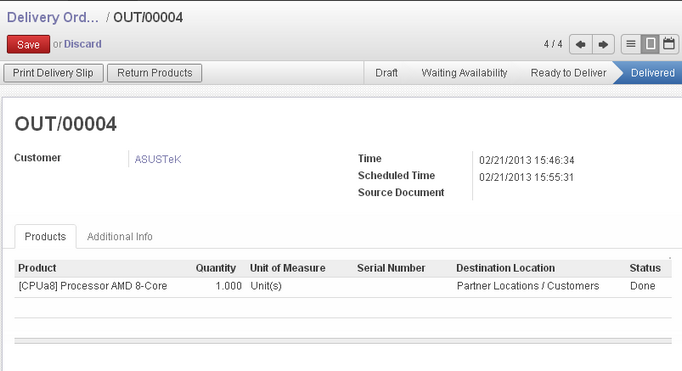 Delivery Ord... / OUT/00004
Save or Discard 4 / 4
Print Delivery Slip Return Products Draft Waiting Availability Ready to Deliver Delivered
OUT/00004
Customer ASUSTeK Time 02/21/2013 15:46:34
Scheduled Time 02/21/2013 15:55:31
Source Document
Products Additional Info
Product Quantity Unit of Measure Serial Number Destination Location Status
[CPUa8] Processor AMD 8-Core 1.000 Unit(s) Partner Locations / Customers Done